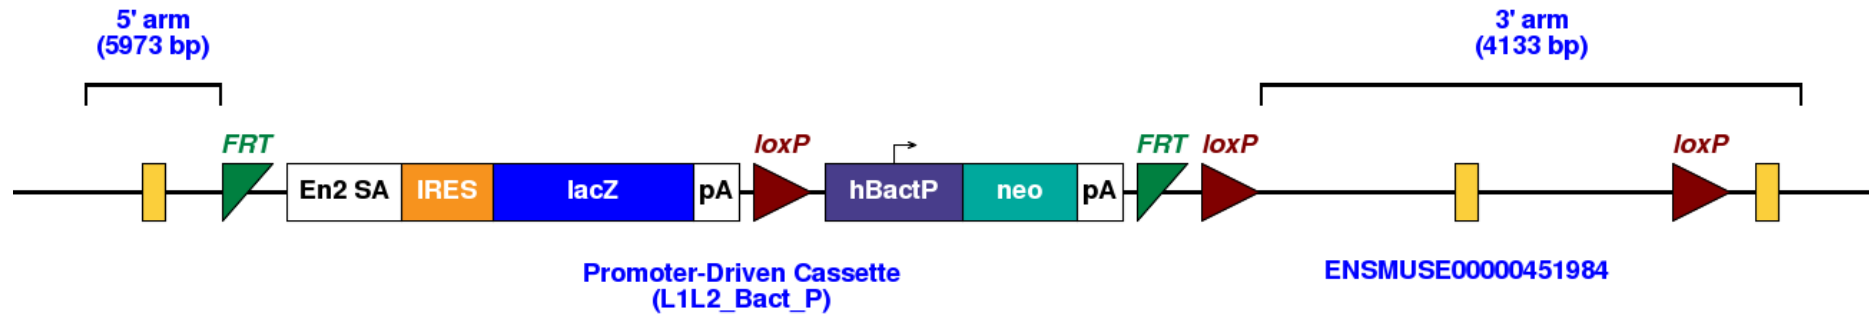 5' arm
(5973 bp)
3' arm
(4133 bp)
FRT
loxP
FRT
loxP
loxP
En2 SA
IRES
lacZ
pA
hBactP
neo
pA
Promoter-Driven Cassette
(L1L2_Bact_P)
ENSMUSE00000451984